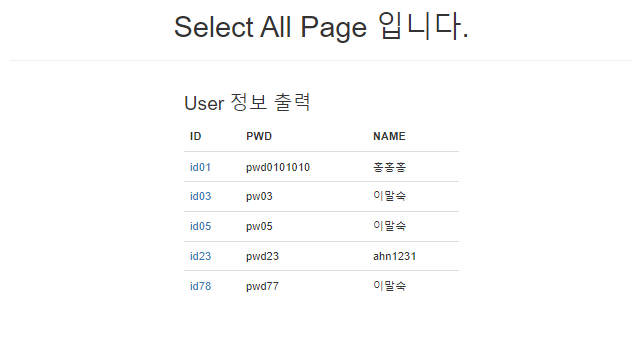 Select All Page 입니다.
User 정보 출력
ID PWD NAME
id01 pwd0101010 홍홍홍
id03 pw03 이말숙
id05 pw05 이말숙
id23 pwd23 ahn1231
id78 pwd77 이말숙